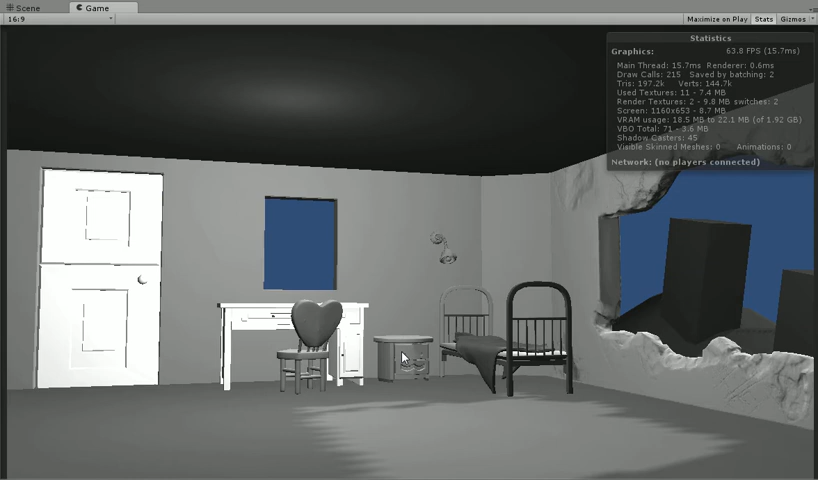 Scene
Game
16:9
Maximize on Play
Stats
Gizmos
Statistics
Graphics:
63.8 FPS (15.7ms)
Main Thread: 15.7ms Renderer: 0.6ms
Draw Calls: 215 Saved by batching: 2
Tris: 197.2k Verts: 144.7k
Used Textures: 11 - 7.4 MB
Render Textures: 2 - 9.8 MB switches: 2
Screen: 1160x653 - 8.7 MB
VRAM usage: 18.5 MB to 22.1 MB (of 1.92 GB)
VBO Total: 71 - 3.6 MB
Shadow Casters: 45
Visible Skinned Meshes: 0 Animations: 0
Network: (no players connected)